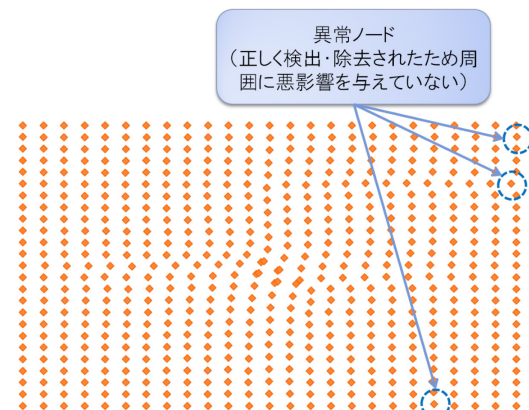 異常ノード
（正しく検出・除去されたため周
囲に悪影響を与えていない）